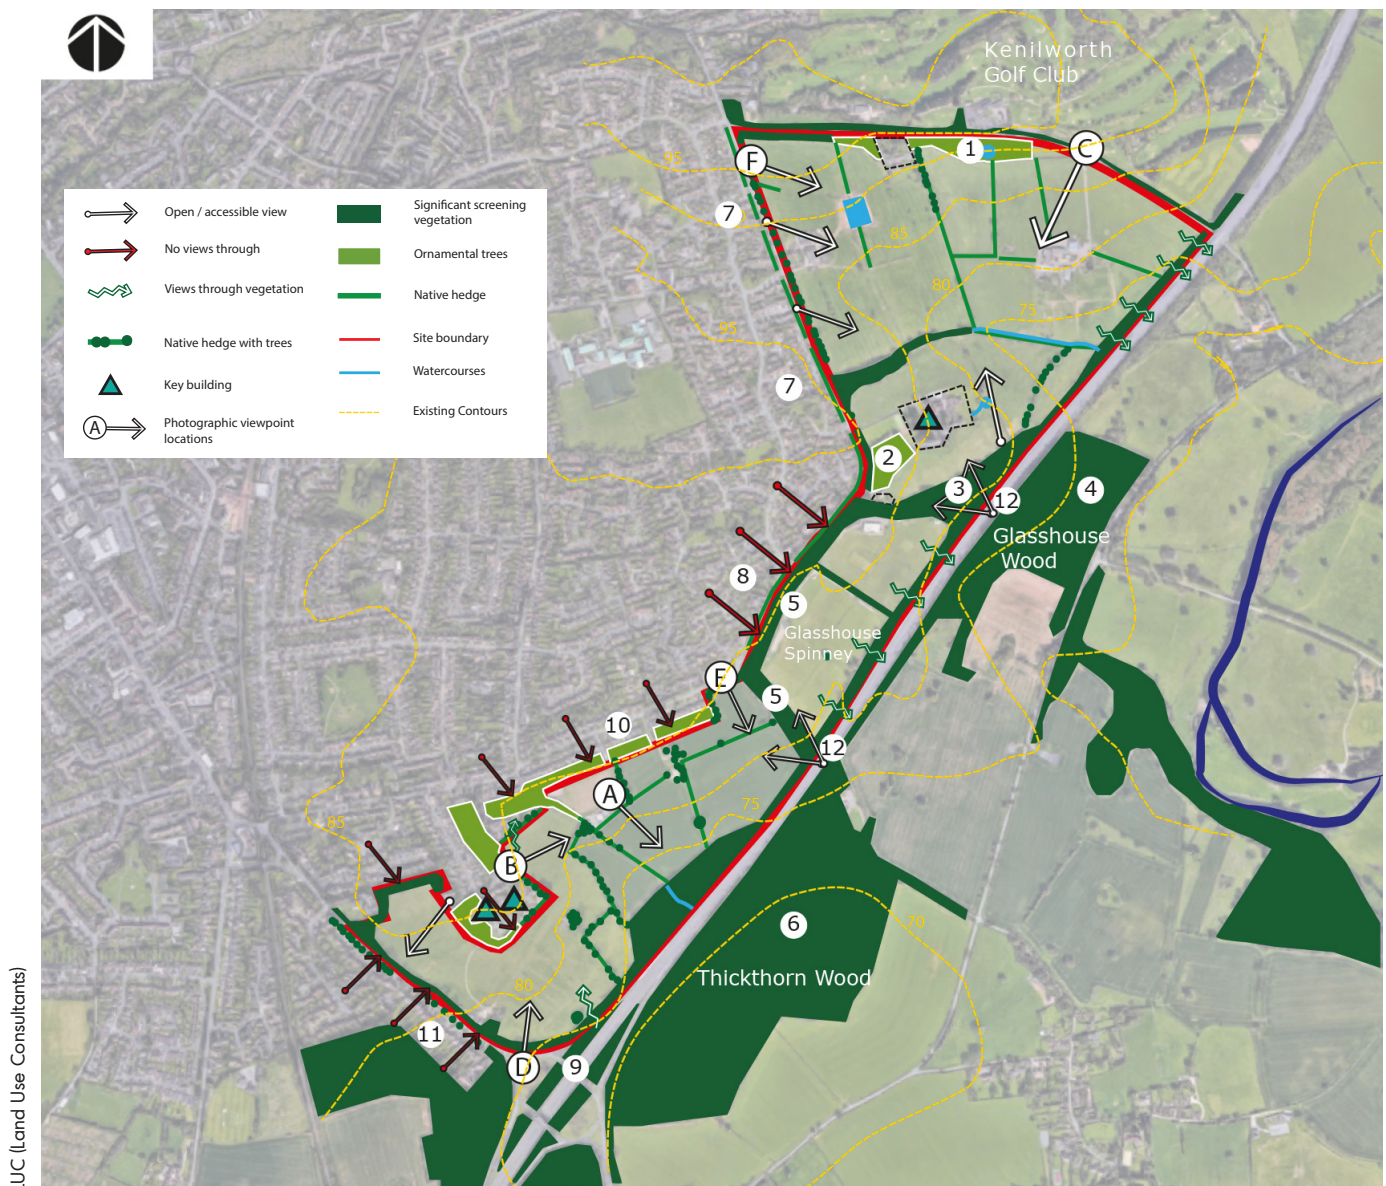 Kenilworth
Golf Club
Open / accessible view
No views through
Views through vegetation
Native hedge with trees
Key building
A
Photographic viewpoint
locations
Significant screening
vegetation
Ornamental trees
Native hedge
Site boundary
Watercourses
Existing Contours
C
1
F
95
7
85
80
75
95
7
2
3
4
12
Glasshouse
Wood
8
5
Glasshouse
Spinney
E
5
10
12
A
75
85
B
6
70
Thickthorn Wood
80
11
D
9
LUC (Land Use Consultants)